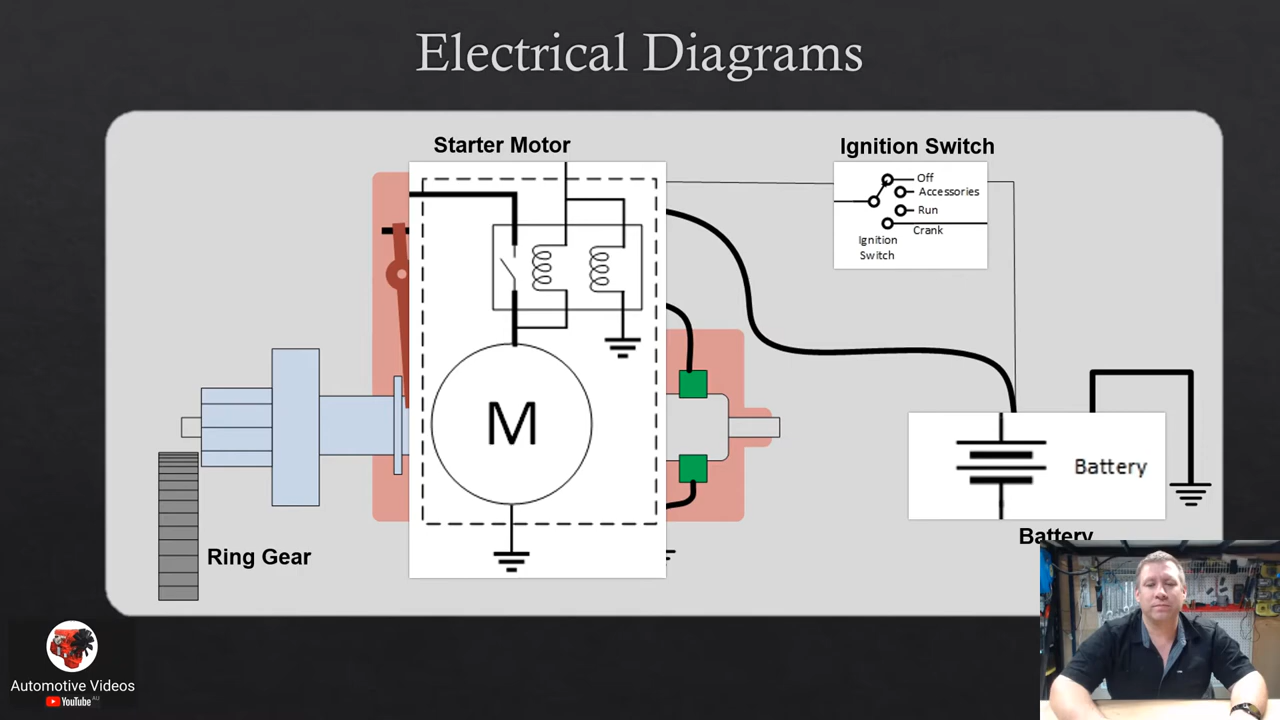 Electrical Diagrams
Starter Motor
Ignition Switch
Off
Accessories
Run
Crank
Ignition
Switch
M
Battery
Battery
Ring Gear
Automotive Videos
YouTube AU